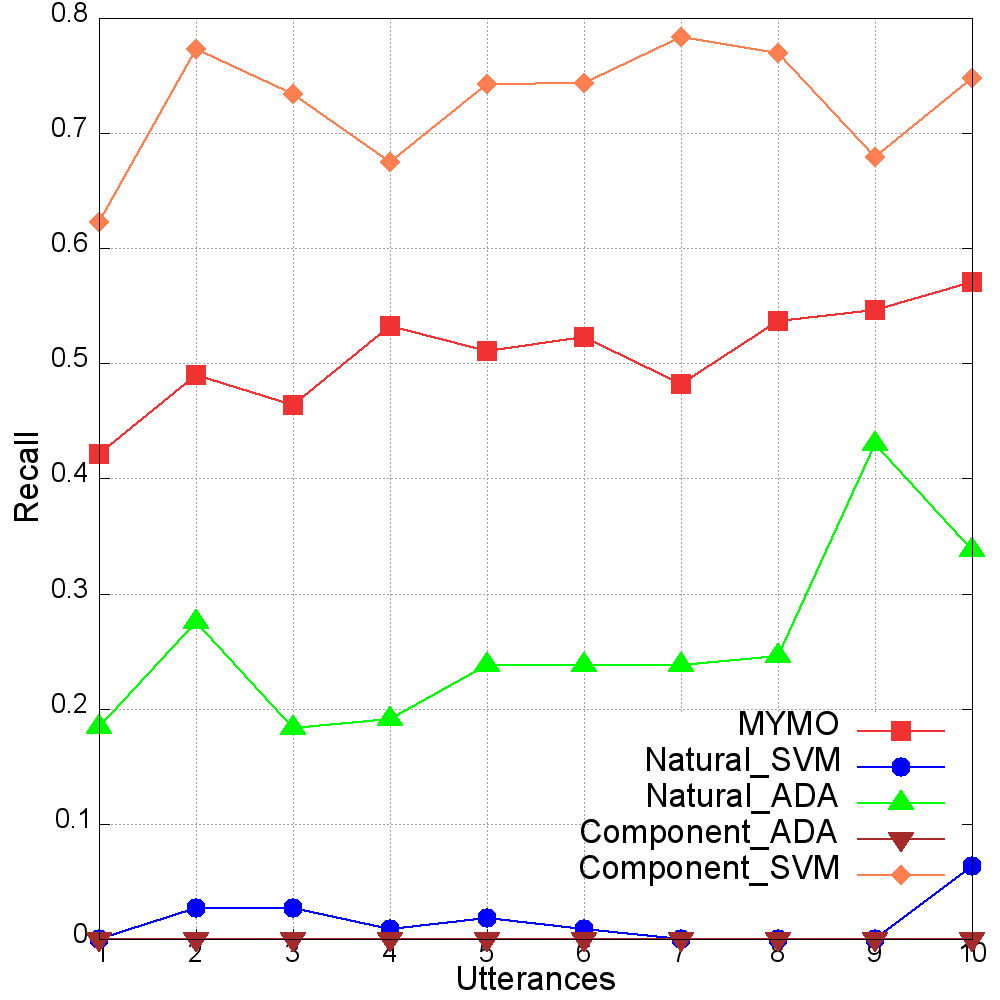 0.8
0.7
0.6
0.5
0.4
0.3
0.2
0.1
0
Recall
MYMO
Natural_SVM
Natural_ADA
Component_ADA
Component_SVM
1 2 3 4 5 6 7 8 9 10
Utterances